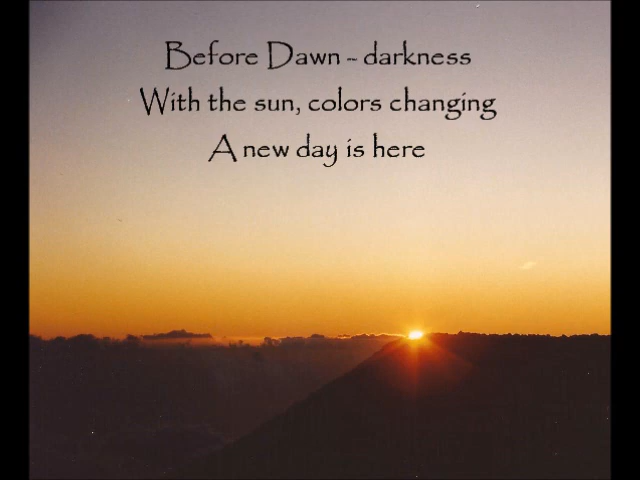 Before Dawn – darkness
With the sun, colors changing
A new day is here